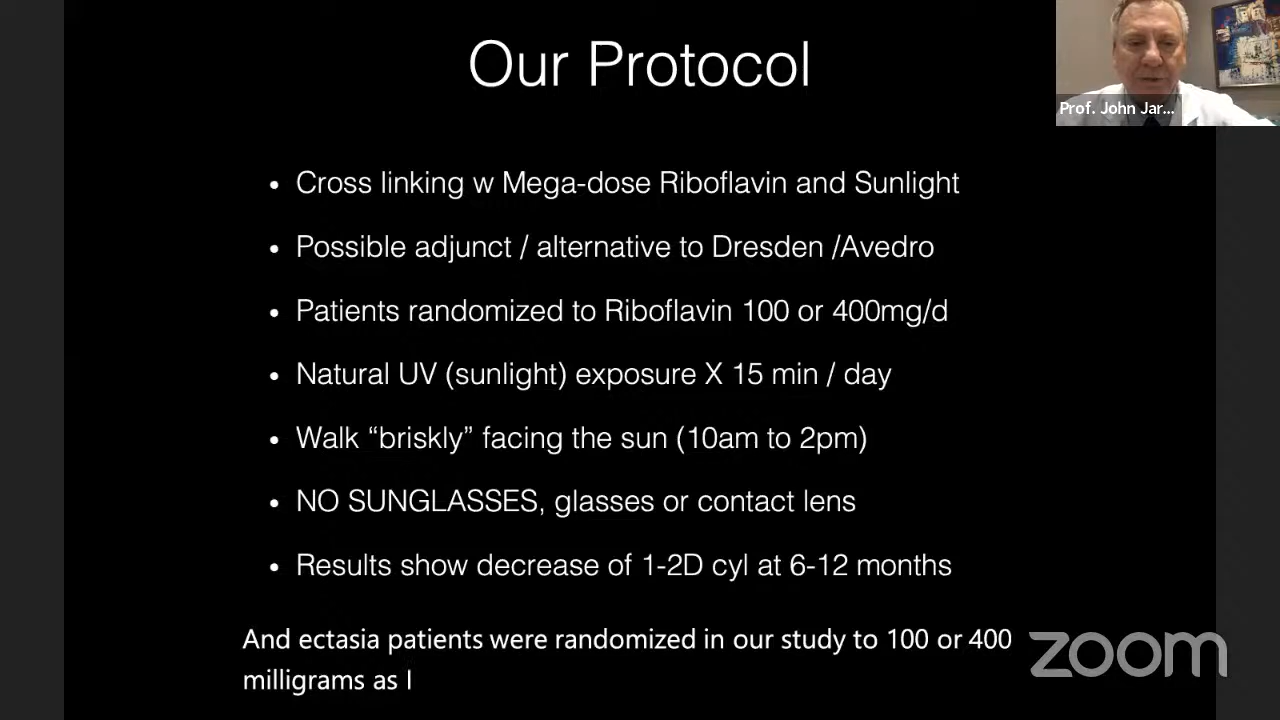 Our Protocol
Prof. John Jar...
• Cross linking w Mega-dose Riboflavin and Sunlight
• Possible adjunct / alternative to Dresden /Avedro
• Patients randomized to Riboflavin 100 or 400mg/d
• Natural UV (sunlight) exposure X 15 min / day
• Walk “briskly” facing the sun (10am to 2pm)
• NO SUNGLASSES, glasses or contact lens
• Results show decrease of 1-2D cyl at 6-12 months
And ectasia patients were randomized in our study to 100 or 400
milligrams as I
zoom